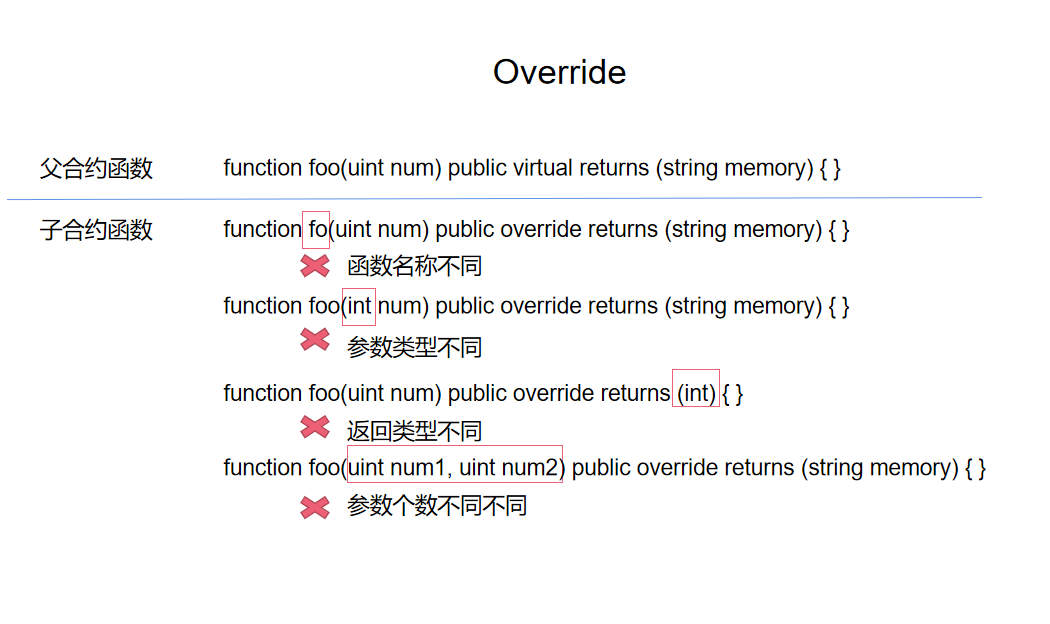 Override
父合约函数 function foo(uint num) public virtual returns (string memory) { }
子合约函数 function fo(uint num) public override returns (string memory) { }
函数名称不同
function foo(int num) public override returns (string memory) { }
参数类型不同
function foo(uint num) public override returns (int) { }
返回类型不同
function foo(uint num1, uint num2) public override returns (string memory) { }
参数个数不同不同